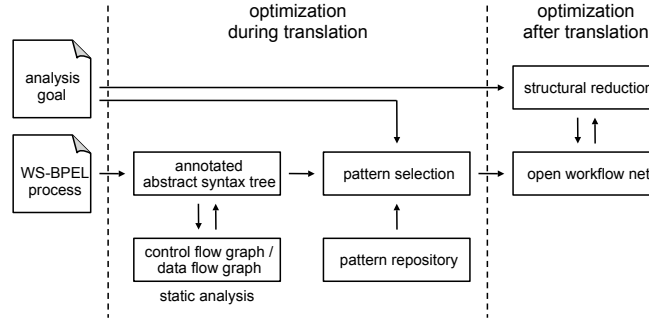 optimization
during translation
optimization
after translation
analysis
goal
structural reduction
WS-BPEL
process
annotated
abstract syntax tree
pattern selection
open workflow net
control flow graph /
data flow graph
pattern repository
static analysis